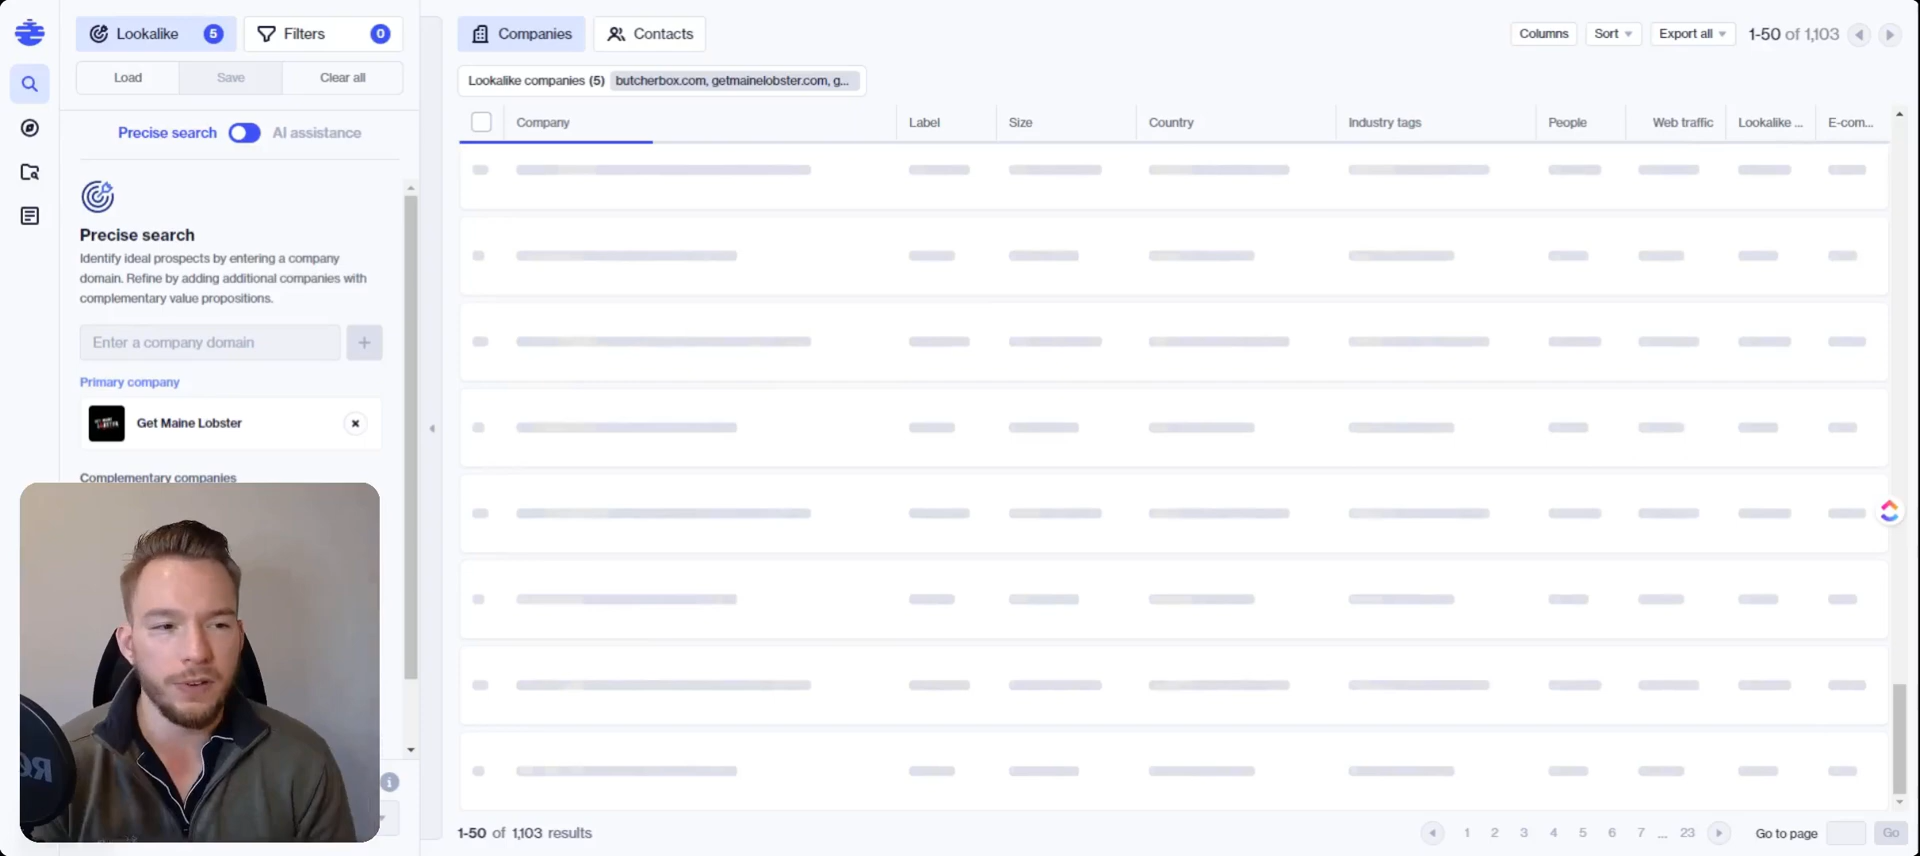 Lookalike 5
Filters 0
Load
Save
Clear all
Precise search
AI assistance
Precise search
Identify ideal prospects by entering a company
domain. Refine by adding additional companies with
complementary value propositions.
Enter a company domain
+
Primary company
Get Maine Lobster
Complementary companies
Companies
Contacts
Columns
Sort
Export all
1-50 of 1,103
Lookalike companies (5) butcherbox.com, getmainelobster.com, g...
Company
Label
Size
Country
Industry tags
People
Web traffic
Lookalike ...
E-com...
1-50 of 1,103 results
1 2 3 4 5 6 7 ... 23
Go to page
Go